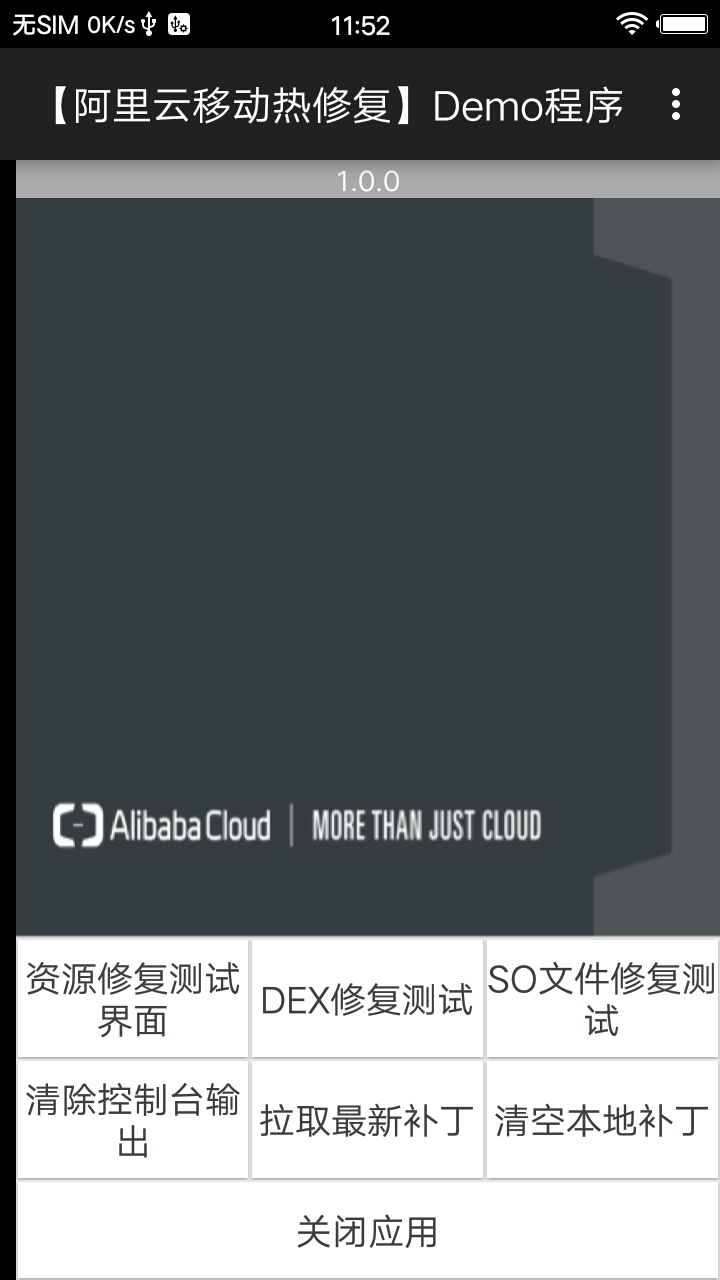 无SIM 0K/s 11:52
【阿里云移动热修复】Demo程序
1.0.0
Alibaba Cloud | MORE THAN JUST CLOUD
资源修复测试
界面
DEX修复测试
SO文件修复测
试
清除控制台输
出
拉取最新补丁
清空本地补丁
关闭应用